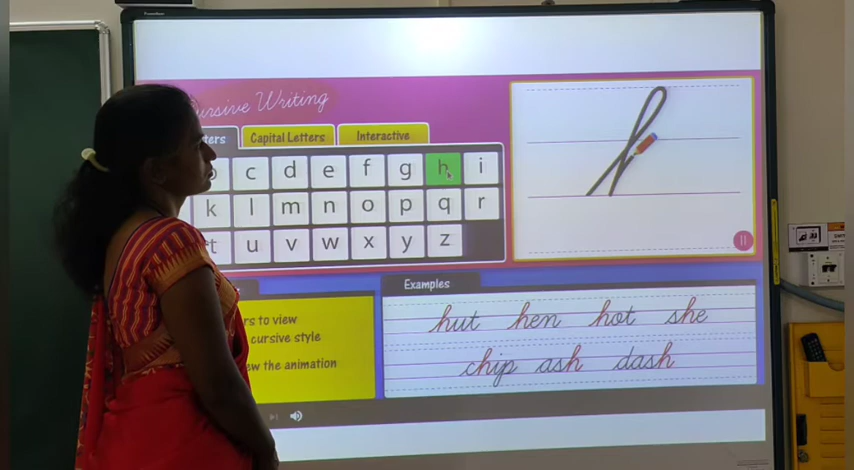 Cursive Writing
Capital Letters Interactive
c d e f g h i
k l m n o p q r
t u v w x y z
Examples
to view
cursive style
the animation
hut hen hot she
chip ash dash